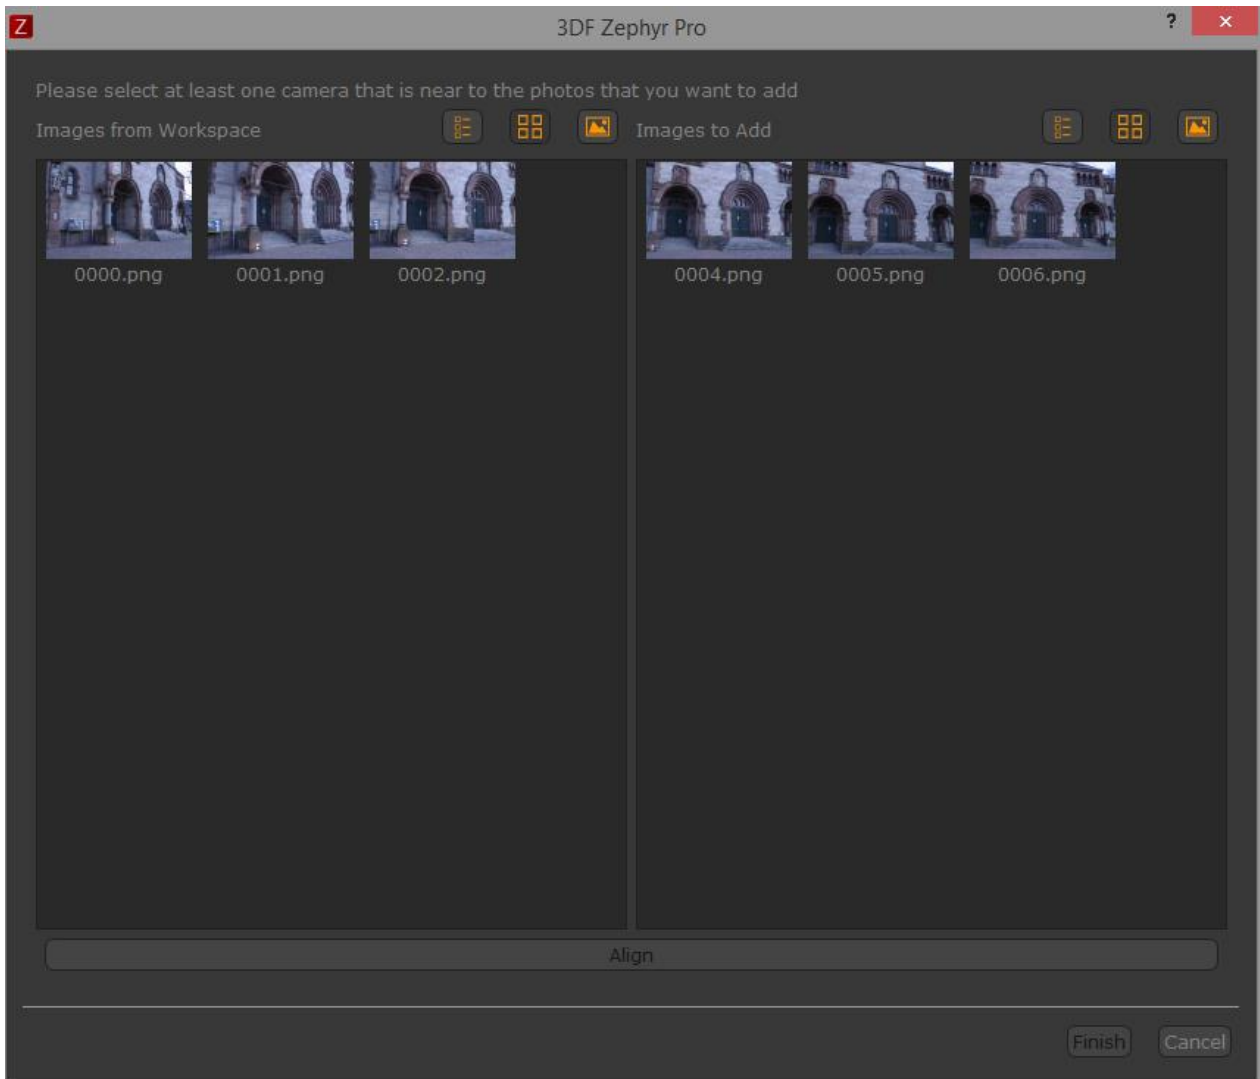 Z
3DF Zephyr Pro
?
Please select at least one camera that is near to the photos that you want to add
Images from Workspace
Images to Add
0000.png 0001.png 0002.png
0004.png 0005.png 0006.png
Align
Finish Cancel